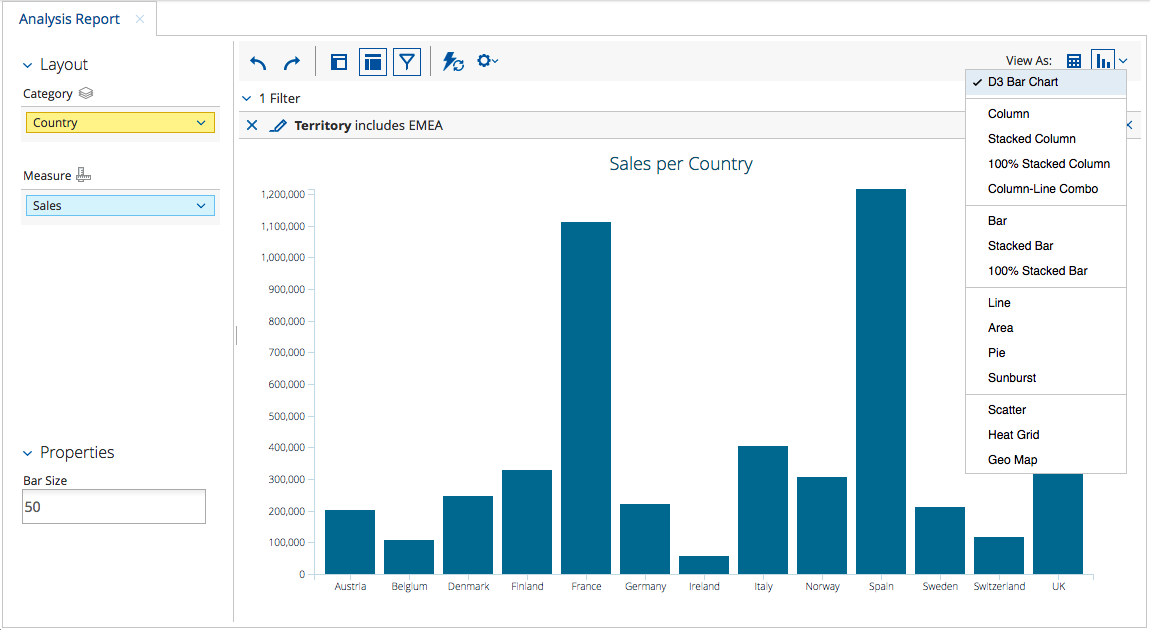 Analysis Report
Layout
Category
Country
Measure
Sales
Properties
Bar Size
50
View As:
1 Filter
Territory includes EMEA
Sales per Country
1,200,000
1,100,000
1,000,000
900,000
800,000
700,000
600,000
500,000
400,000
300,000
200,000
100,000
0
Austria Belgium Denmark Finland France Germany Ireland Italy Norway Spain Sweden Switzerland UK
D3 Bar Chart
Column
Stacked Column
100% Stacked Column
Column-Line Combo
Bar
Stacked Bar
100% Stacked Bar
Line
Area
Pie
Sunburst
Scatter
Heat Grid
Geo Map